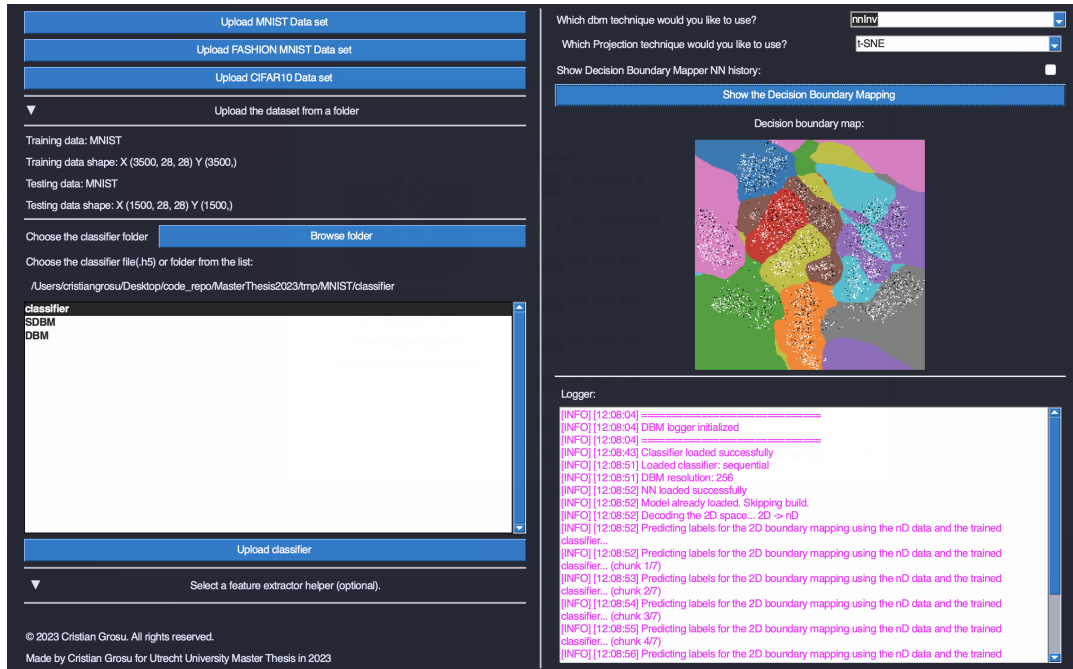 Upload MNIST Data set
Upload FASHION MNIST Data set
Upload CIFAR10 Data set
Upload the dataset from a folder
Training data: MNIST
Training data shape: X (3500, 28, 28) Y (3500,)
Testing data: MNIST
Testing data shape: X (1500, 28, 28) Y (1500,)
Choose the classifier folder
Browse folder
Choose the classifier file(.h5) or folder from the list:
/Users/cristiangrosu/Desktop/code_repo/MasterThesis2023/tmp/MNIST/classifier
classifier
SDBM
DBM
Upload classifier
Select a feature extractor helper (optional).
© 2023 Cristian Grosu. All rights reserved.
Made by Cristian Grosu for Utrecht University Master Thesis in 2023
Which dbm technique would you like to use?
nnInv
Which Projection technique would you like to use?
t-SNE
Show Decision Boundary Mapper NN history:
Show the Decision Boundary Mapping
Decision boundary map:
Logger:
[INFO] [12:08:04] ==============================
[INFO] [12:08:04] DBM logger initialized
[INFO] [12:08:04] ==============================
[INFO] [12:08:43] Classifier loaded successfully
[INFO] [12:08:51] Loaded classifier: sequential
[INFO] [12:08:51] DBM resolution: 256
[INFO] [12:08:52] NN loaded successfully
[INFO] [12:08:52] Model already loaded. Skipping build.
[INFO] [12:08:52] Decoding the 2D space... 2D -> nD
[INFO] [12:08:52] Predicting labels for the 2D boundary mapping using the nD data and the trained
classifier...
[INFO] [12:08:52] Predicting labels for the 2D boundary mapping using the nD data and the trained
classifier... (chunk 1/7)
[INFO] [12:08:53] Predicting labels for the 2D boundary mapping using the nD data and the trained
classifier... (chunk 2/7)
[INFO] [12:08:54] Predicting labels for the 2D boundary mapping using the nD data and the trained
classifier... (chunk 3/7)
[INFO] [12:08:55] Predicting labels for the 2D boundary mapping using the nD data and the trained
classifier... (chunk 4/7)
[INFO] [12:08:56] Predicting labels for the 2D boundary mapping using the nD data and the trained